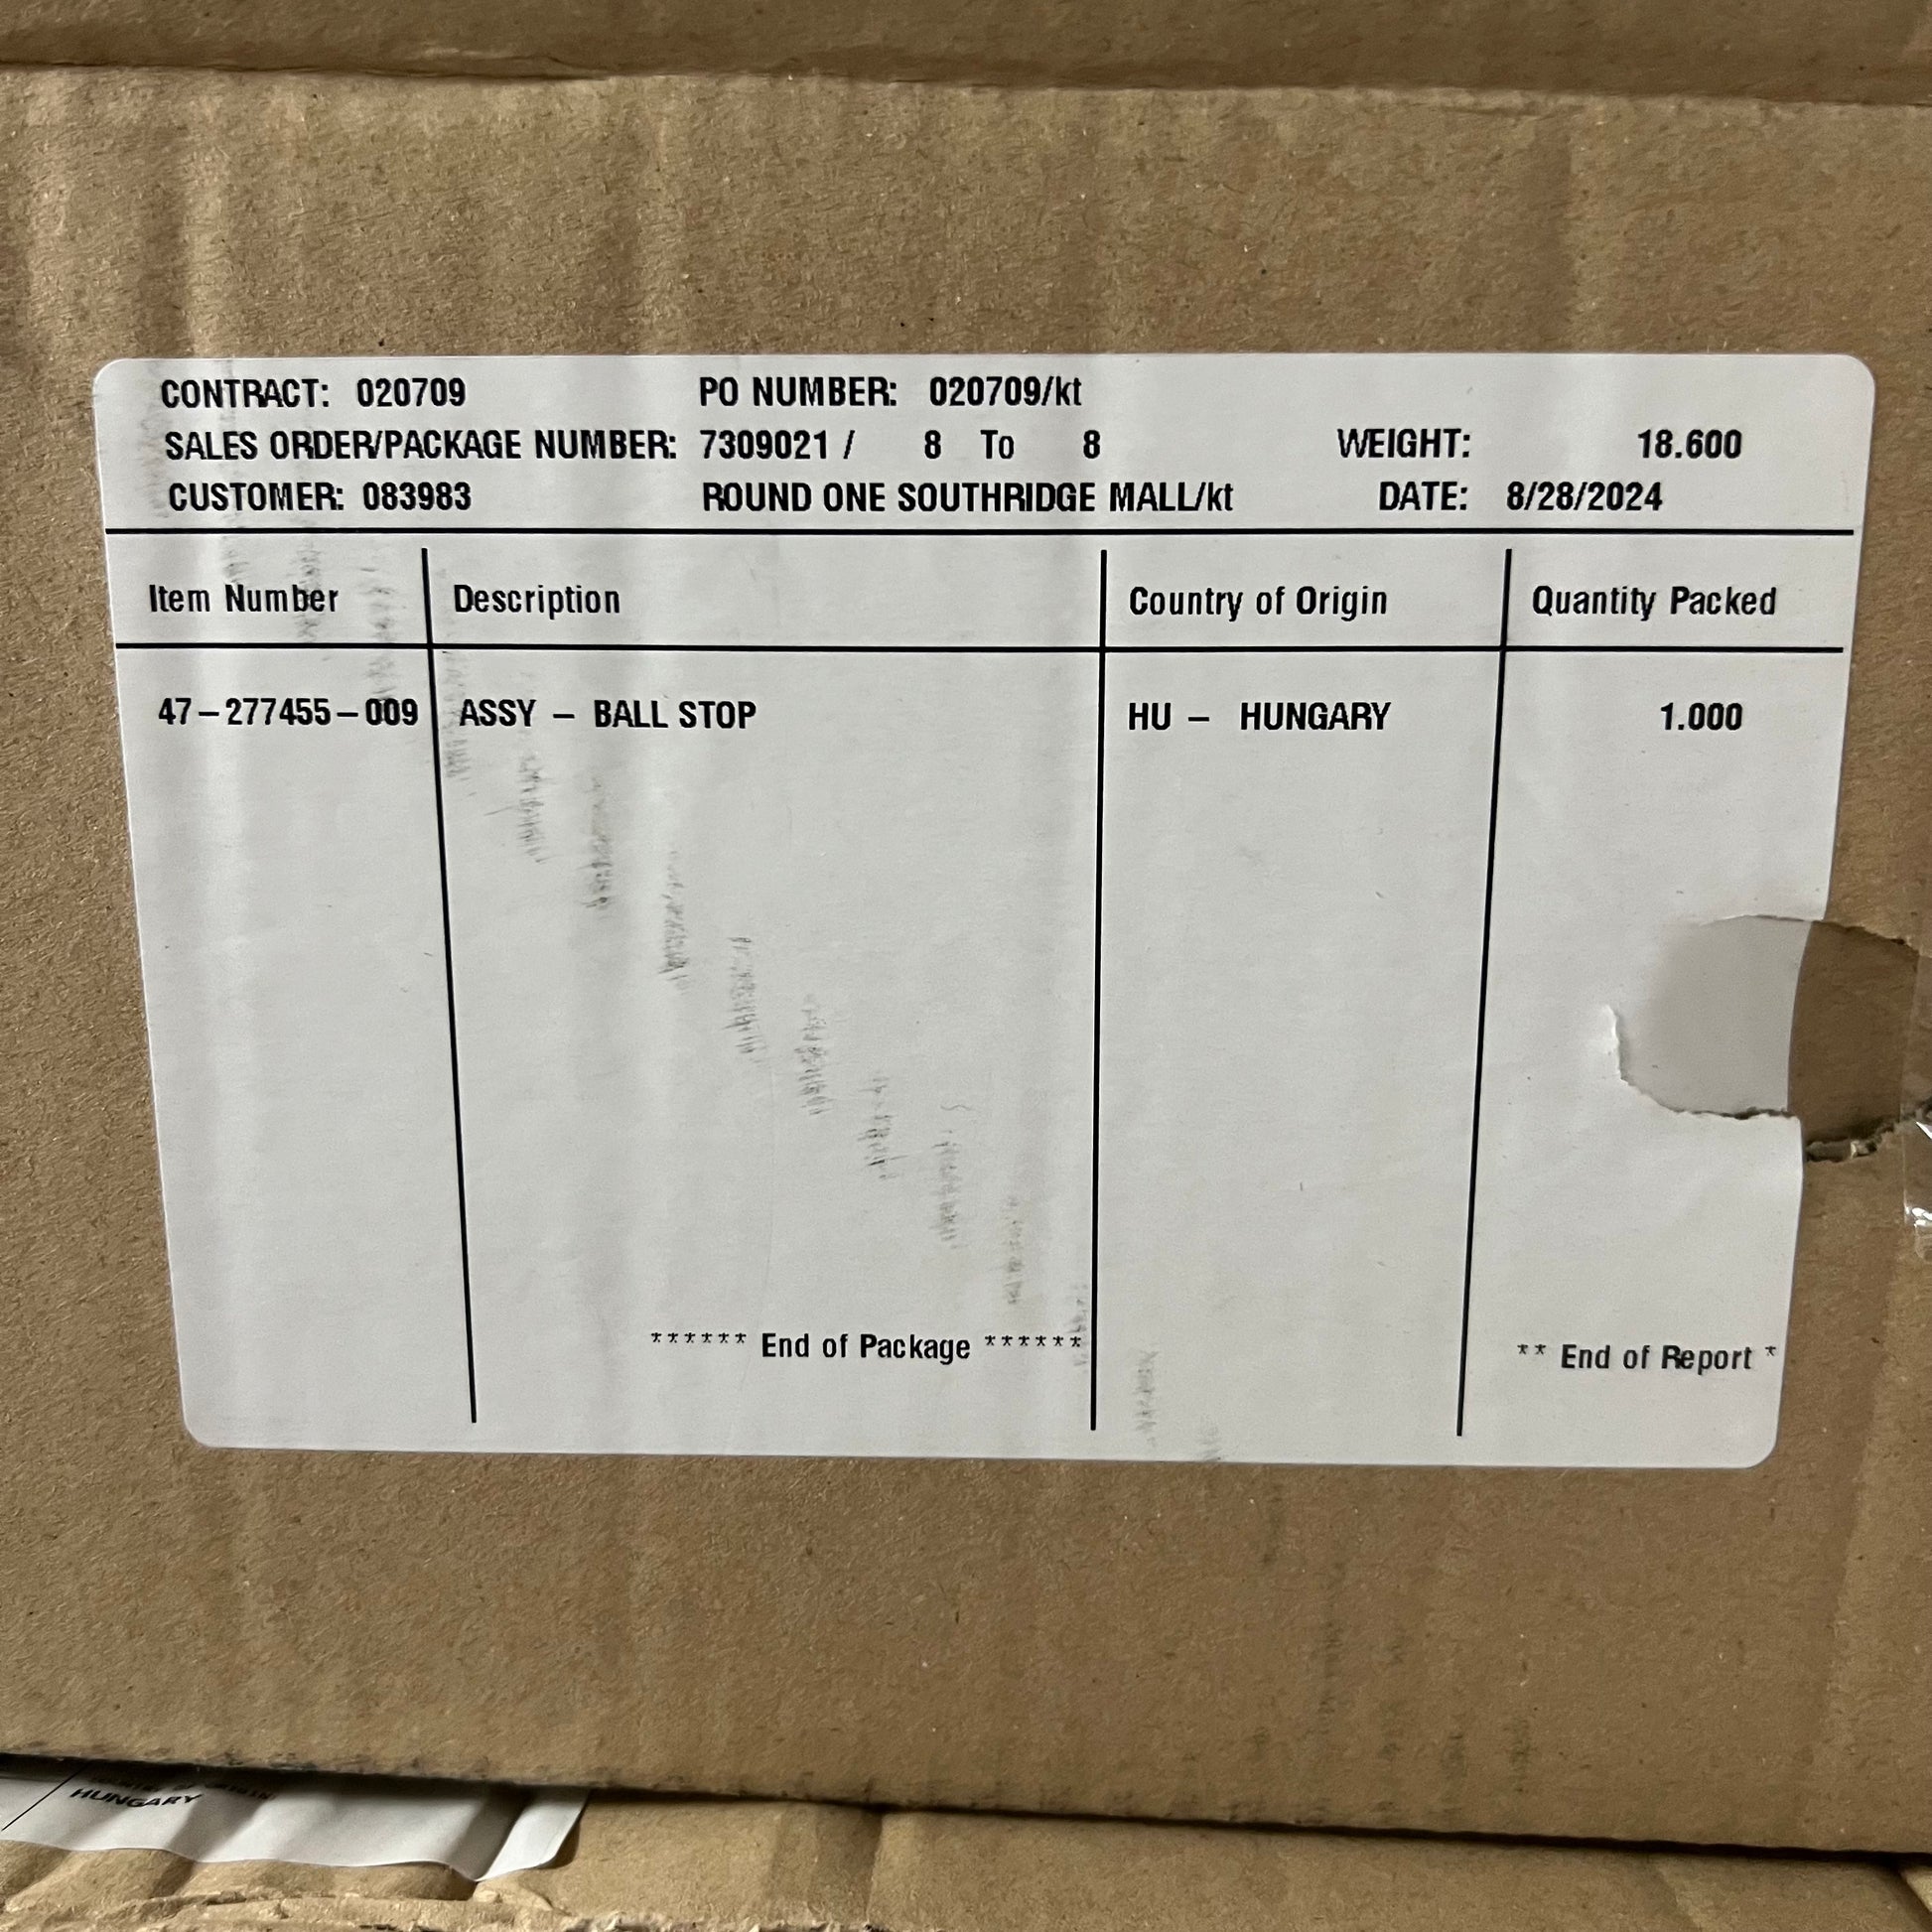 CONTRACT: 020709 PO NUMBER: 020709/kt
SALES ORDER/PACKAGE NUMBER: 7309021 / 8 To 8 WEIGHT: 18.600
CUSTOMER: 083983 ROUND ONE SOUTHRIDGE MALL/kt DATE: 8/28/2024
Item Number Description Country of Origin Quantity Packed
47-277455-009 ASSY - BALL STOP HU - HUNGARY 1.000
****** End of Package ****** ** End of Report *
HUNGARY